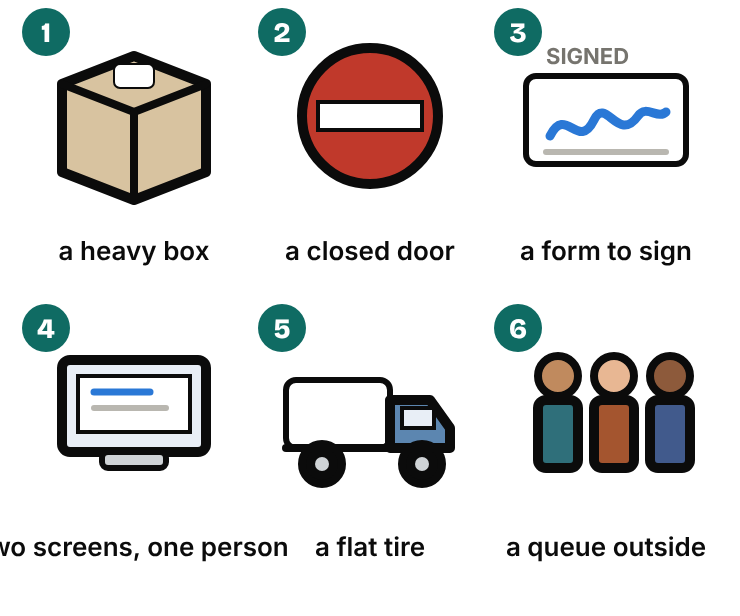 1
2
3
SIGNED
a heavy box
a closed door
a form to sign
4
5
6
screens, one person
a flat tire
a queue outside